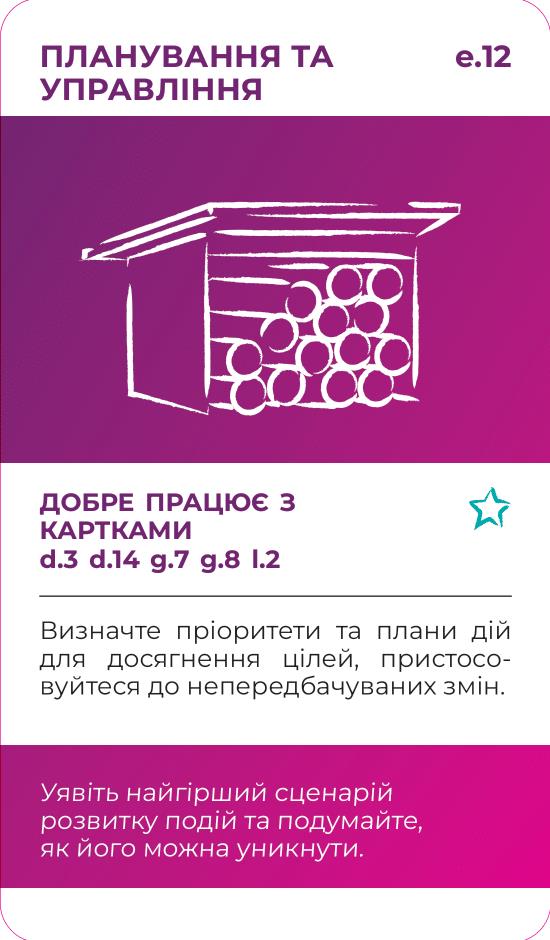 ПЛАНУВАННЯ ТА e.12
УПРАВЛІННЯ
ДОБРЕ ПРАЦЮЄ З
КАРТКАМИ
d.3 d.14 g.7 g.8 l.2
Визначте пріоритети та плани дій
для досягнення цілей, пристосо-
вуйтеся до непередбачуваних змін.
Уявіть найгірший сценарій
розвитку подій та подумайте,
як його можна уникнути.